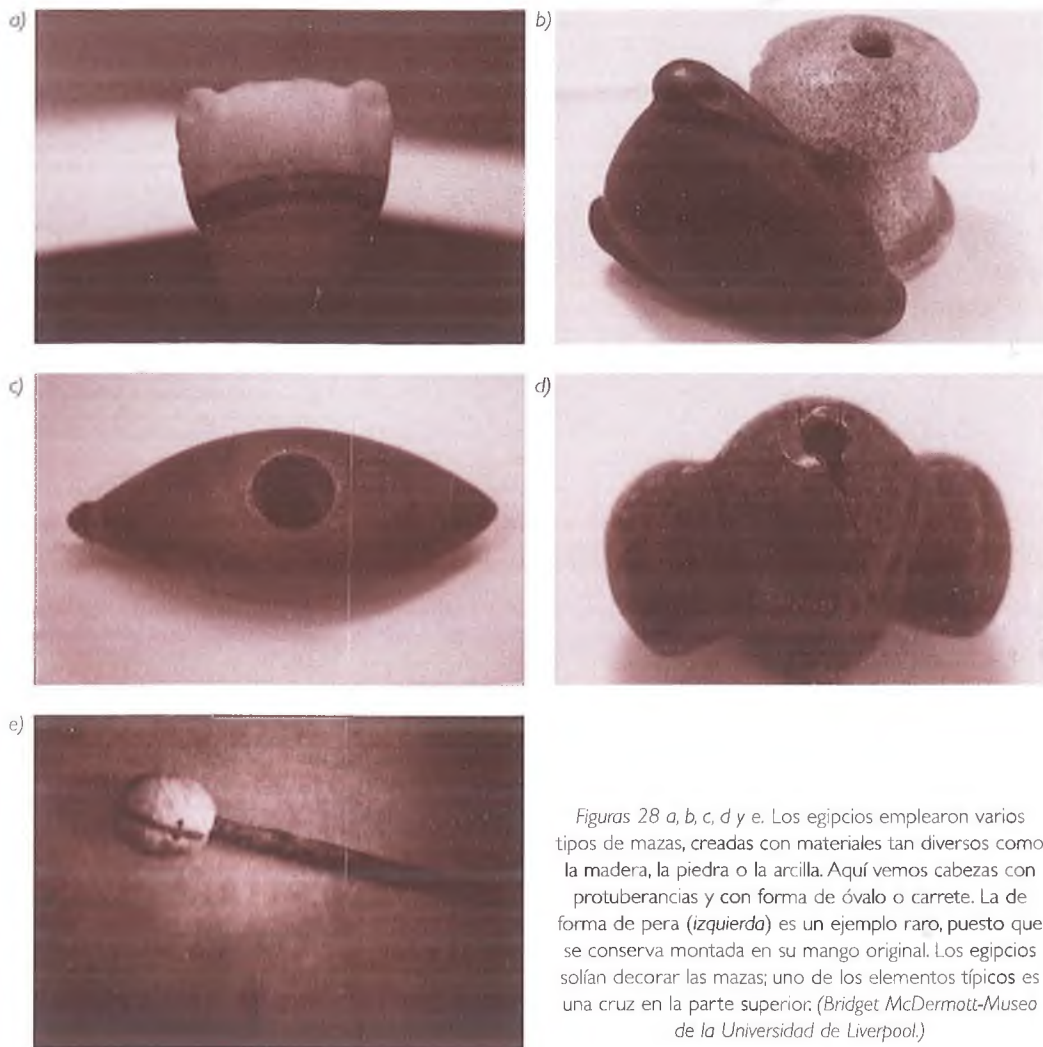 a)
b)
c)
d)
e)
Figuras 28 a, b, c, d y e. Los egipcios emplearon varios
tipos de mazas, creadas con materiales tan diversos como
la madera, la piedra o la arcilla. Aquí vemos cabezas con
protuberancias y con forma de óvalo o carrete. La de
forma de pera (izquierda) es un ejemplo raro, puesto que
se conserva montada en su mango original. Los egipcios
solían decorar las mazas; uno de los elementos típicos es
una cruz en la parte superior. (Bridget McDermott-Museo
de la Universidad de Liverpool.)